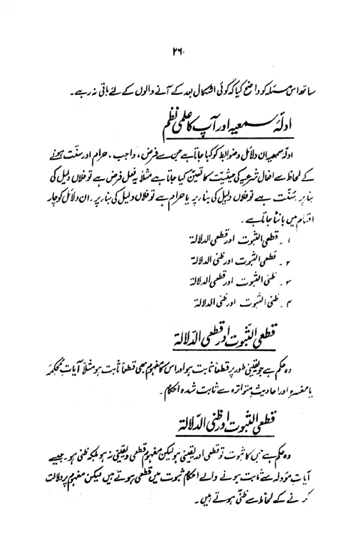 ۲۶۰
ساتھ اس مسئلہ کو واضح کیا کہ کوئی اشکال بعد کے آنے والوں کے لئے باقی نہ رہے۔
ادلہ سمعیہ اور آپ کا علمی نظم
ادلہ سمعیہ ان دلائل و ضوابط کو کہا جاتا ہے جن سے فرض، واجب، حرام اور سنت ہونے
کے لحاظ سے افعال شرعیہ کی حیثیت کا تعین کیا جاتا ہے مثلاً یہ فعل فرض ہے تو فلاں دلیل کی
بناء پر سنت ہے تو فلاں دلیل کی بناء پر یا حرام ہے تو فلاں دلیل کی بناء پر۔ ان دلائل کو چار
اقسام میں بانٹا جاتا ہے۔
۱۔ قطعی الثبوت اور قطعی الدلالۃ
۲۔ قطعی الثبوت اور ظنی الدلالۃ
۳۔ ظنی الثبوت اور قطعی الدلالۃ
۴۔ ظنی الثبوت اور ظنی الدلالۃ
قطعی الثبوت اور قطعی الدلالۃ
وہ حکم ہے جو یقینی طور پر قطعاً ثابت ہو اور اس کا مفہوم بھی قطعاً ثابت ہو مثلاً آیات محکمہ
یا مفسرہ اور احادیث متواترہ سے ثابت شدہ احکام۔
قطعی الثبوت اور ظنی الدلالۃ
وہ حکم ہے جس کا ثبوت تو قطعی اور یقینی ہو لیکن مفہوم قطعی و یقینی نہ ہو بلکہ ظنی ہو۔ جیسے
آیات مؤولہ سے ثابت ہونے والے احکام ثبوت میں قطعی ہوتے ہیں لیکن مفہوم پر دلالت
کرنے کے لحاظ سے ظنی ہوتے ہیں۔